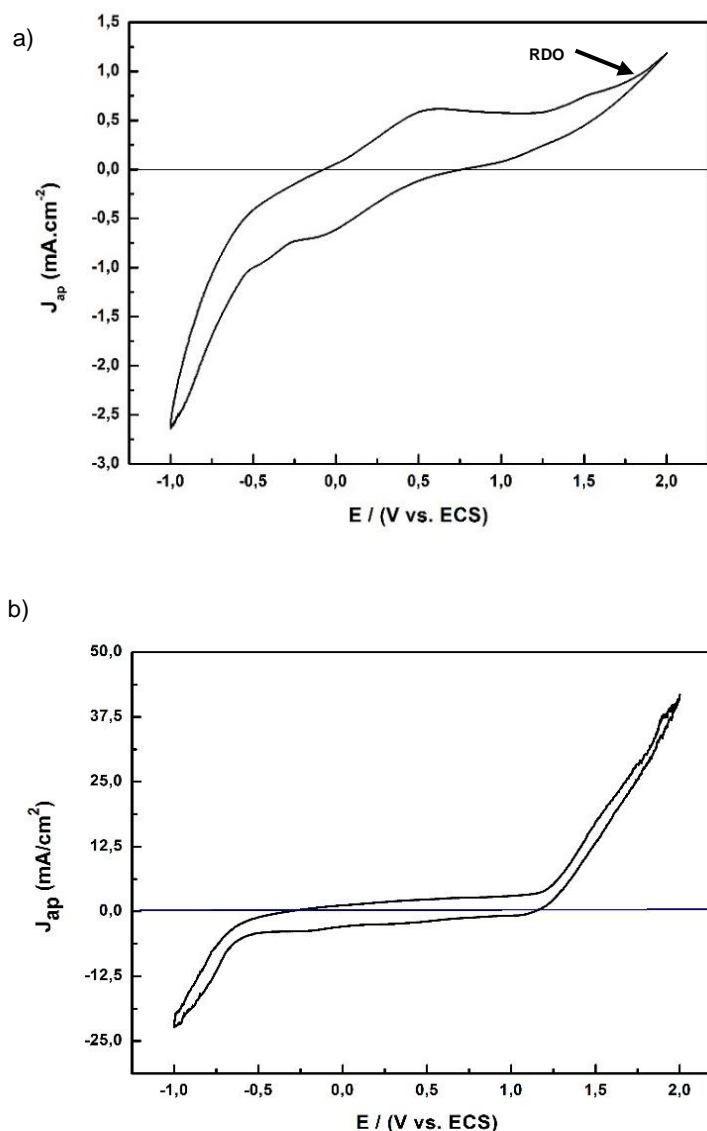 a)
RDO
1,5
1,0
0,5
0,0
-0,5
-1,0
-1,5
-2,0
-2,5
-3,0
J_ap (mA.cm⁻²)
-1,0 -0,5 0,0 0,5 1,0 1,5 2,0
E / (V vs. ECS)
b)
50,0
37,5
25,0
12,5
0,0
-12,5
-25,0
Jap (mA/cm²)
-1,0 -0,5 0,0 0,5 1,0 1,5 2,0
E / (V vs. ECS)